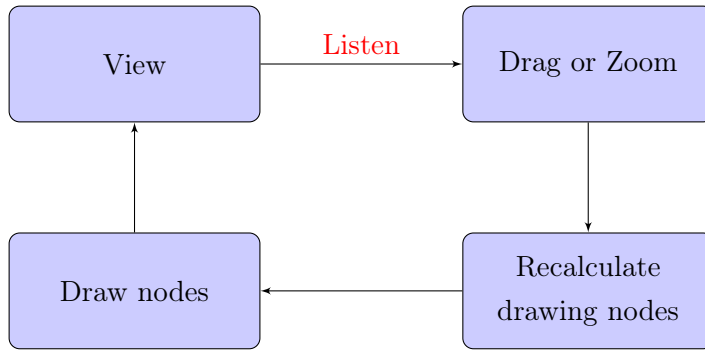 View
Listen
Drag or Zoom
Draw nodes
Recalculate
drawing nodes